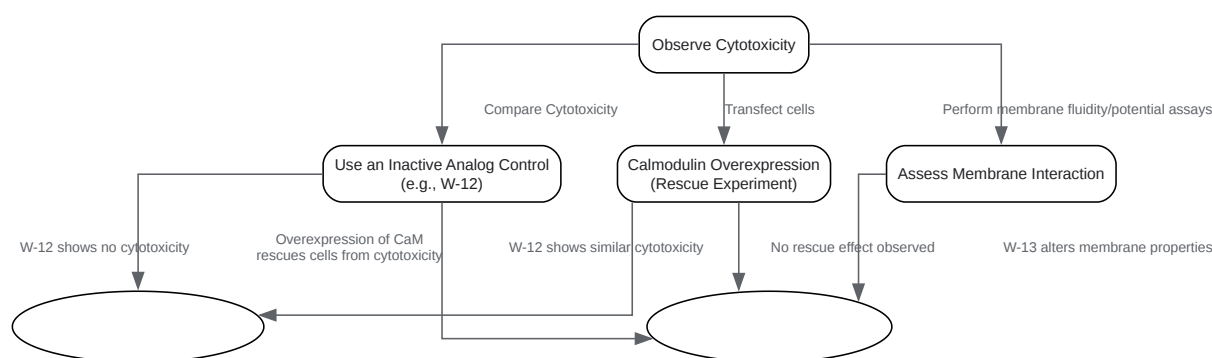 Observe Cytotoxicity
Compare Cytotoxicity
Transfect cells
Perform membrane fluidity/potential assays
Use an Inactive Analog Control
(e.g., W-12)
Calmodulin Overexpression
(Rescue Experiment)
Assess Membrane Interaction
W-12 shows no cytotoxicity
Overexpression of CaM
rescues cells from cytotoxicity
W-12 shows similar cytotoxicity
No rescue effect observed
W-13 alters membrane properties